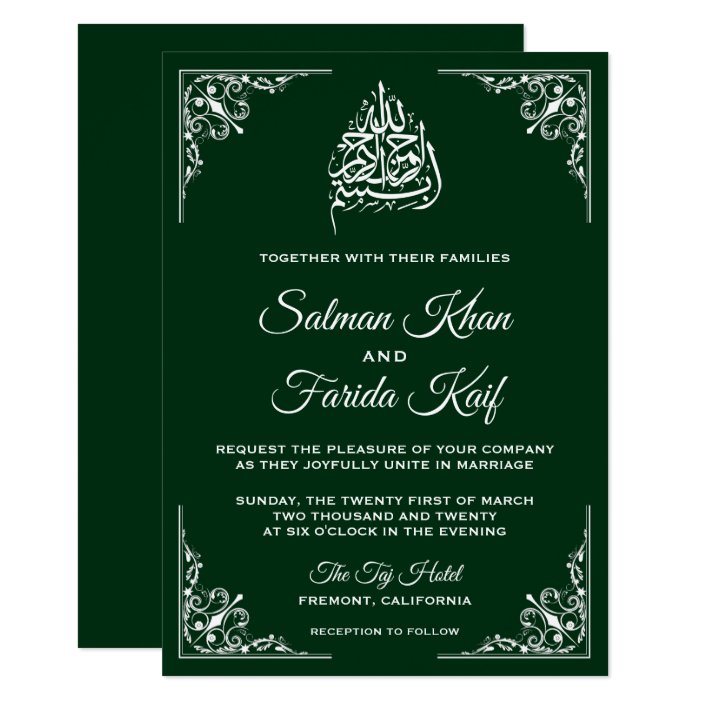 بسم الله الرحمن الرحيم
TOGETHER WITH THEIR FAMILIES
Salman Khan
AND
Farida Kaif
REQUEST THE PLEASURE OF YOUR COMPANY
AS THEY JOYFULLY UNITE IN MARRIAGE
SUNDAY, THE TWENTY FIRST OF MARCH
TWO THOUSAND AND TWENTY
AT SIX O'CLOCK IN THE EVENING
The Taj Hotel
FREMONT, CALIFORNIA
RECEPTION TO FOLLOW